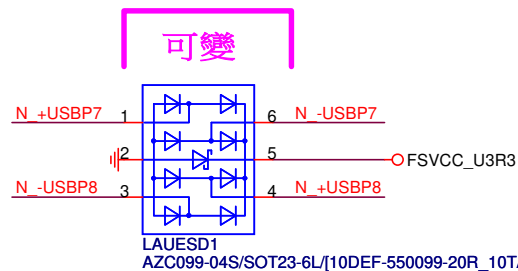 可變
N_+USBP7
1
6
N_-USBP7
2
5
FSVCC_U3R3
N_-USBP8
3
4
N_+USBP8
LAUESD1
AZC099-04S/SOT23-6L/[10DEF-550099-20R_10T